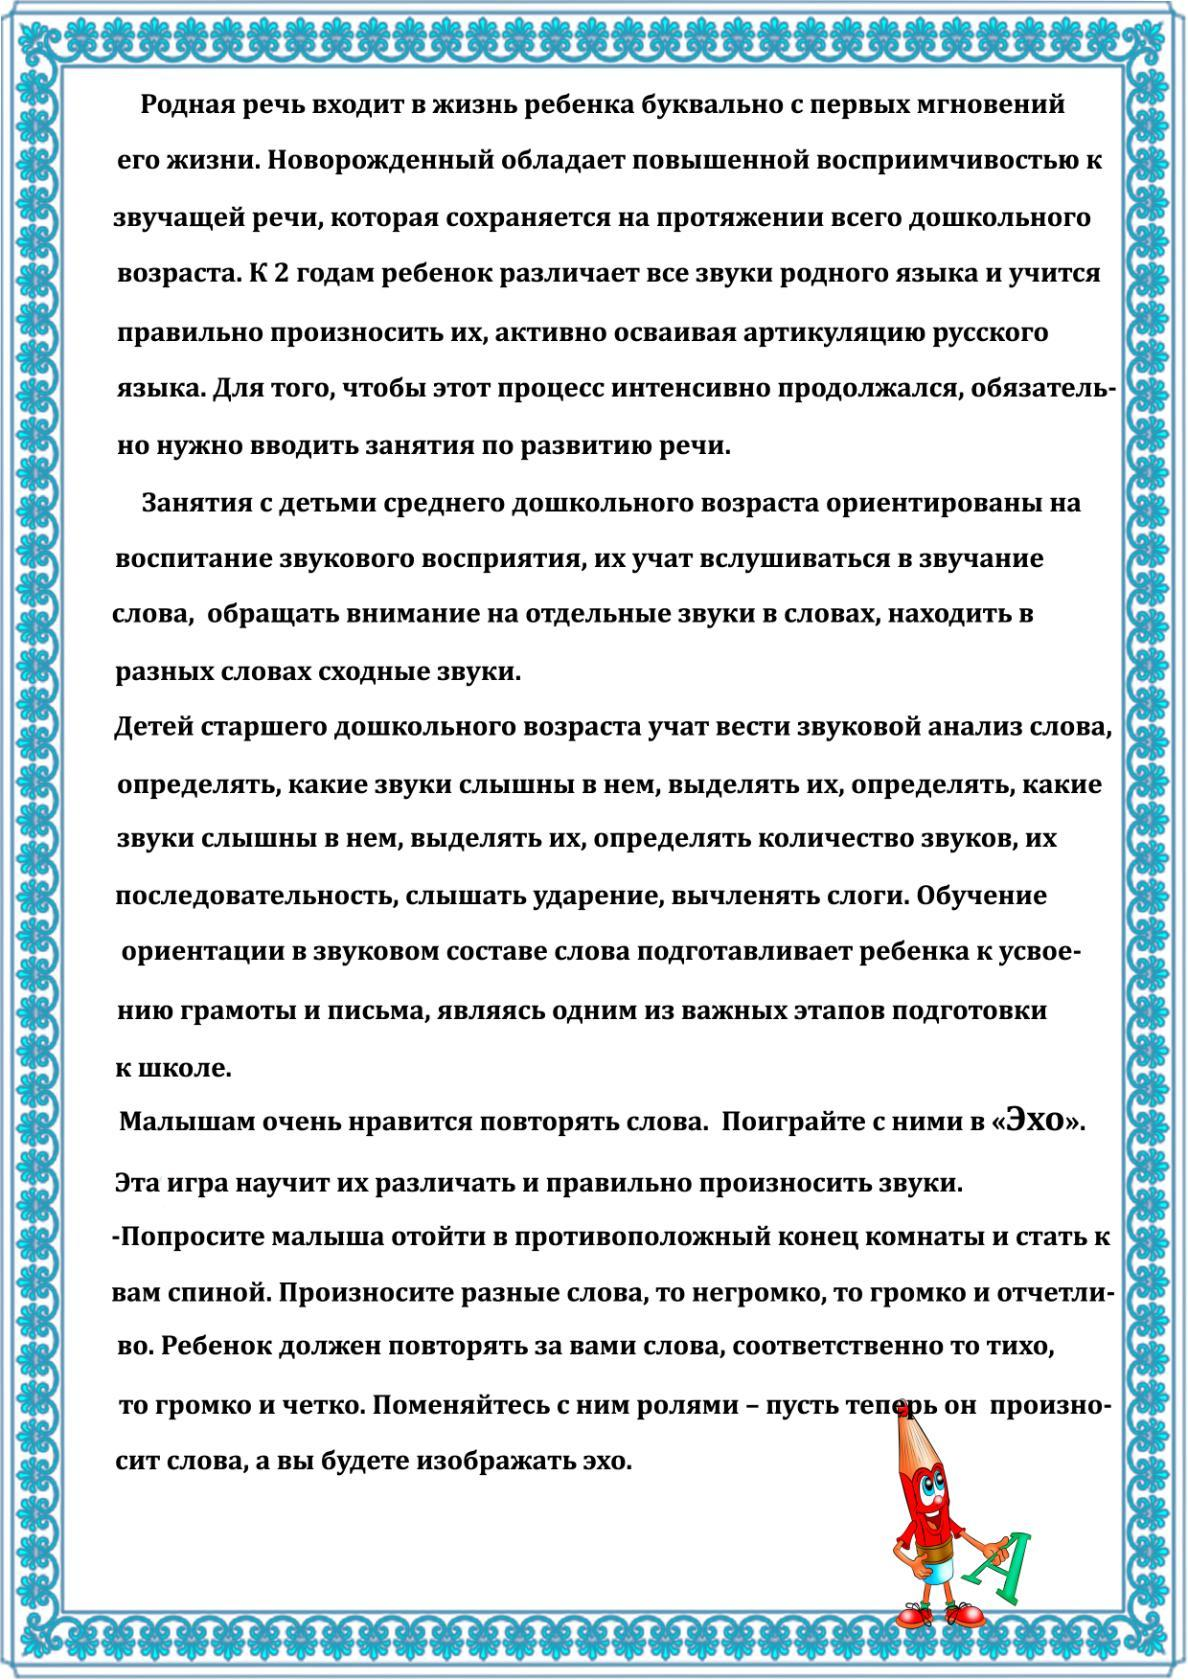 Родная речь входит в жизнь ребенка буквально с первых мгновений
его жизни. Новорожденный обладает повышенной восприимчивостью к
звучащей речи, которая сохраняется на протяжении всего дошкольного
возраста. К 2 годам ребенок различает все звуки родного языка и учится
правильно произносить их, активно осваивая артикуляцию русского
языка. Для того, чтобы этот процесс интенсивно продолжался, обязатель-
но нужно вводить занятия по развитию речи.
Занятия с детьми среднего дошкольного возраста ориентированы на
воспитание звукового восприятия, их учат вслушиваться в звучание
слова, обращать внимание на отдельные звуки в словах, находить в
разных словах сходные звуки.
Детей старшего дошкольного возраста учат вести звуковой анализ слова,
определять, какие звуки слышны в нем, выделять их, определять, какие
звуки слышны в нем, выделять их, определять количество звуков, их
последовательность, слышать ударение, вычленять слоги. Обучение
ориентации в звуковом составе слова подготавливает ребенка к усвое-
нию грамоты и письма, являясь одним из важных этапов подготовки
к школе.
Малышам очень нравится повторять слова. Поиграйте с ними в «Эхо».
Эта игра научит их различать и правильно произносить звуки.
-Попросите малыша отойти в противоположный конец комнаты и стать к
вам спиной. Произносите разные слова, то негромко, то громко и отчетли-
во. Ребенок должен повторять за вами слова, соответственно то тихо,
то громко и четко. Поменяйтесь с ним ролями – пусть теперь он произно-
сит слова, а вы будете изображать эхо.
А